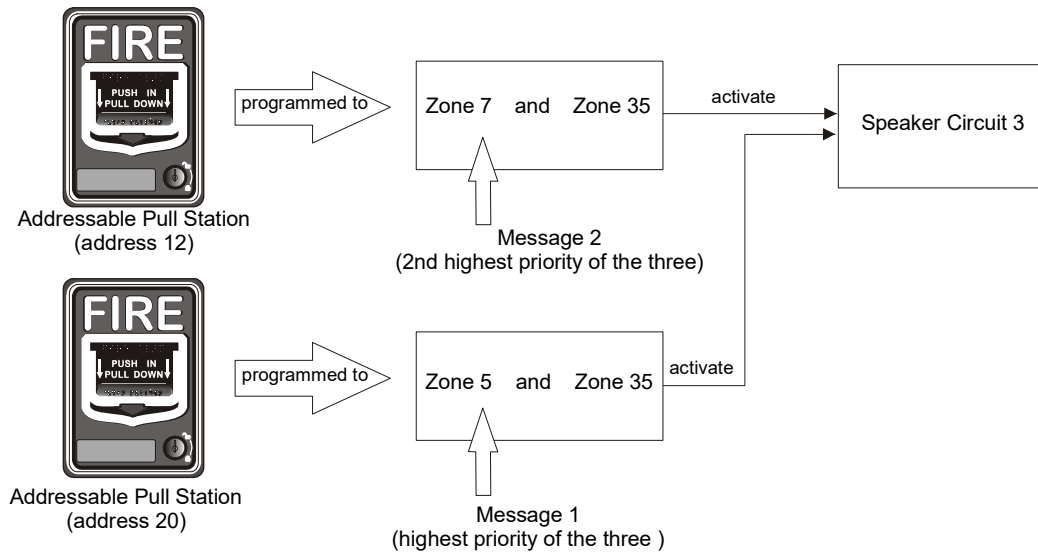 FIRE
PUSH IN
PULL DOWN
programmed to
Zone 7 and Zone 35
activate
Speaker Circuit 3
Addressable Pull Station
(address 12)
Message 2
(2nd highest priority of the three)
FIRE
PUSH IN
PULL DOWN
programmed to
Zone 5 and Zone 35
activate
Addressable Pull Station
(address 20)
Message 1
(highest priority of the three )